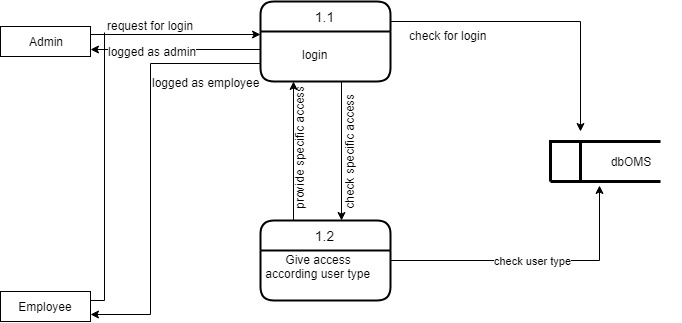 1.1
request for login
Admin
check for login
logged as admin
login
logged as employee
provide specific access
check specific access
dbOMS
1.2
Give access
according user type
check user type
Employee